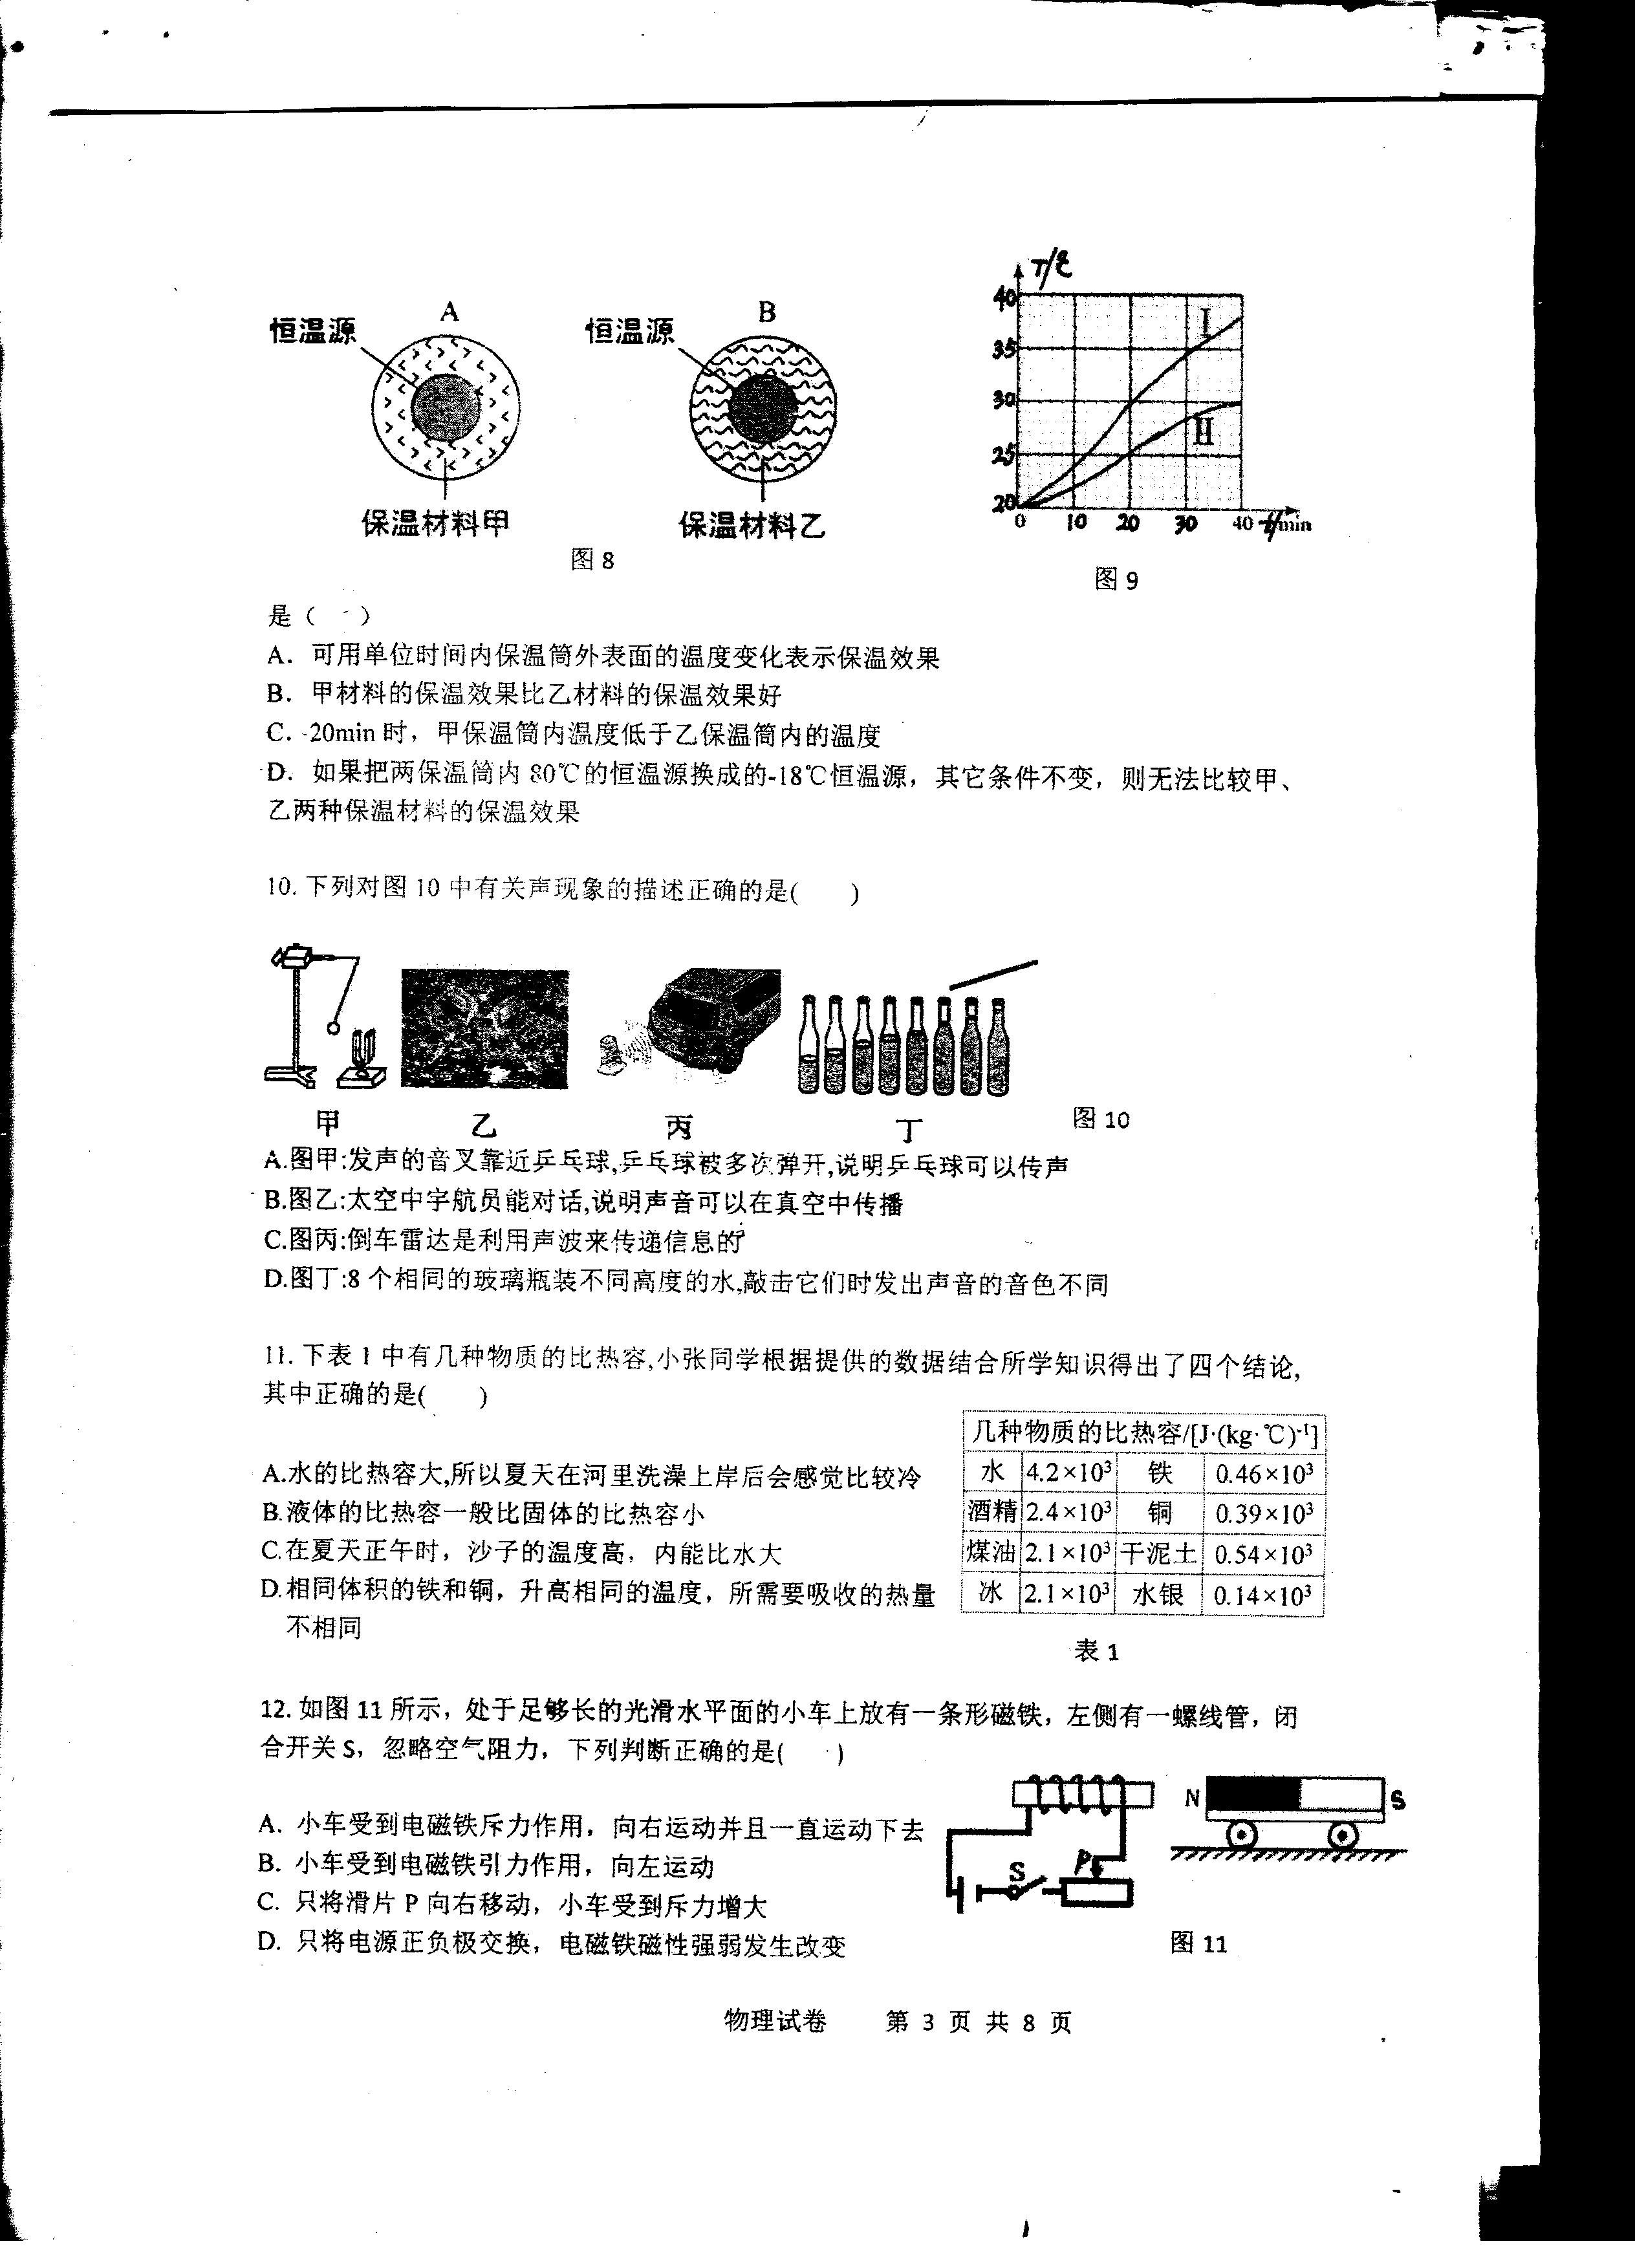 A
B
恒温源
恒温源
保温材料甲
保温材料乙
图 8
T/℃
40
35
30
25
20
0 10 20 30 40 t/min
I
II
图 9
是（ ）
A．可用单位时间内保温筒外表面的温度变化表示保温效果
B．甲材料的保温效果比乙材料的保温效果好
C．20min 时，甲保温筒内温度低于乙保温筒内的温度
D．如果把两保温筒内 80℃的恒温源换成的-18℃恒温源，其它条件不变，则无法比较甲、
乙两种保温材料的保温效果
10. 下列对图 10 中有关声现象的描述正确的是( )
甲 乙 丙 丁 图 10
A.图甲:发声的音叉靠近乒乓球,乒乓球被多次弹开,说明乒乓球可以传声
B.图乙:太空中宇航员能对话,说明声音可以在真空中传播
C.图丙:倒车雷达是利用声波来传递信息的
D.图丁:8 个相同的玻璃瓶装不同高度的水,敲击它们时发出声音的音色不同
11. 下表 1 中有几种物质的比热容,小张同学根据提供的数据结合所学知识得出了四个结论,
其中正确的是( )
A.水的比热容大,所以夏天在河里洗澡上岸后会感觉比较冷
B.液体的比热容一般比固体的比热容小
C.在夏天正午时，沙子的温度高，内能比水大
D.相同体积的铁和铜，升高相同的温度，所需要吸收的热量
不相同
几种物质的比热容/[J·(kg·℃)⁻¹]
水 4.2×10³ 铁 0.46×10³
酒精 2.4×10³ 铜 0.39×10³
煤油 2.1×10³ 干泥土 0.54×10³
冰 2.1×10³ 水银 0.14×10³
表 1
12. 如图 11 所示，处于足够长的光滑水平面的小车上放有一条形磁铁，左侧有一螺线管，闭
合开关 S，忽略空气阻力，下列判断正确的是( )
A. 小车受到电磁铁斥力作用，向右运动并且一直运动下去
B. 小车受到电磁铁引力作用，向左运动
C. 只将滑片 P 向右移动，小车受到斥力增大
D. 只将电源正负极交换，电磁铁磁性强弱发生改变
N
S
S
P
图 11
物理试卷 第 3 页 共 8 页